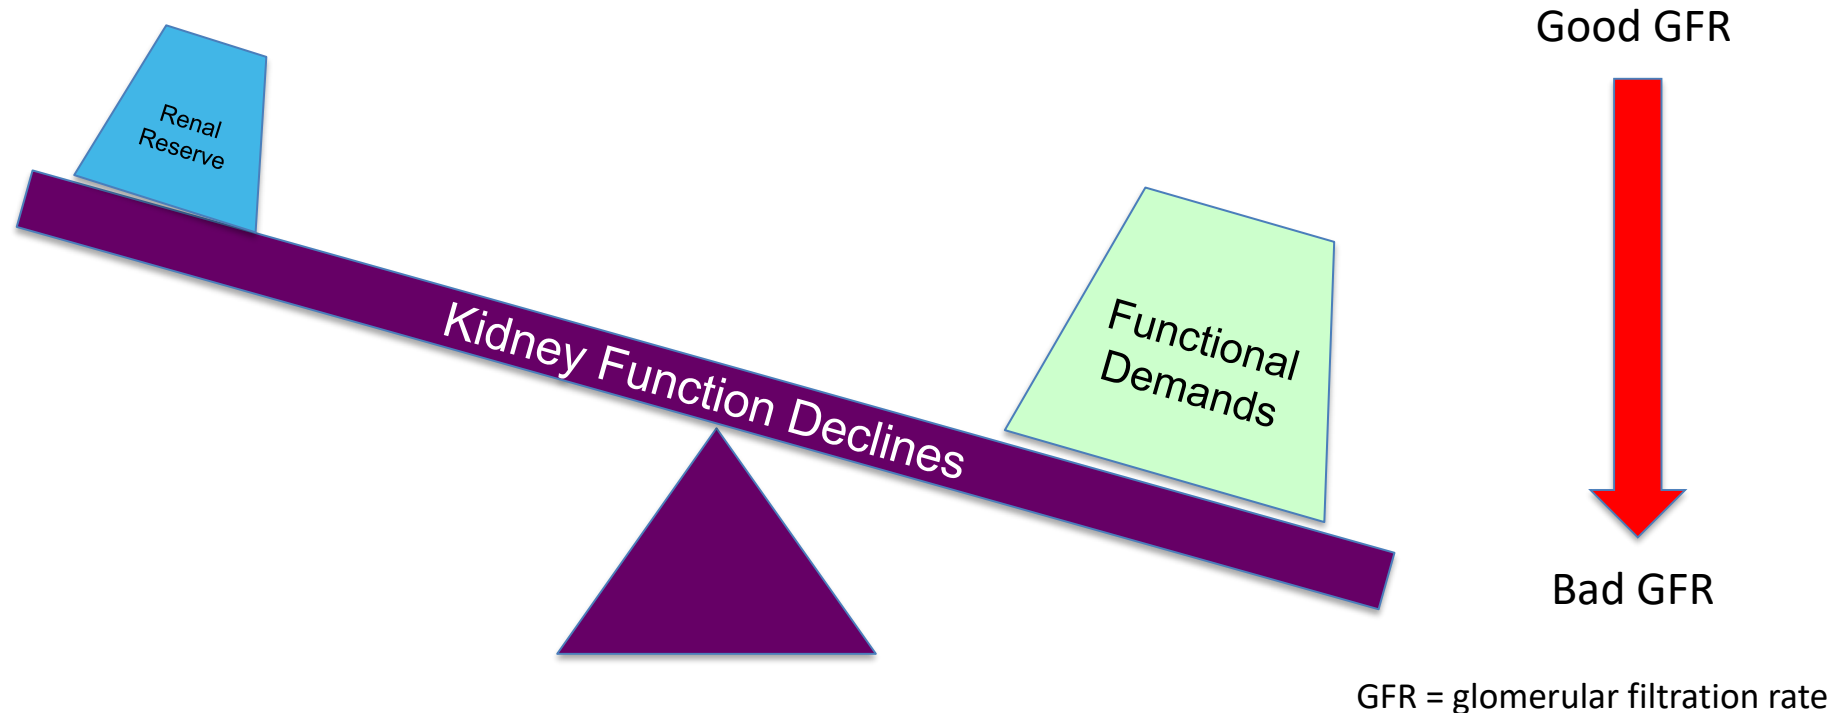 Good GFR
Renal
Reserve
Functional
Demands
Kidney Function Declines
Bad GFR
GFR = glomerular filtration rate